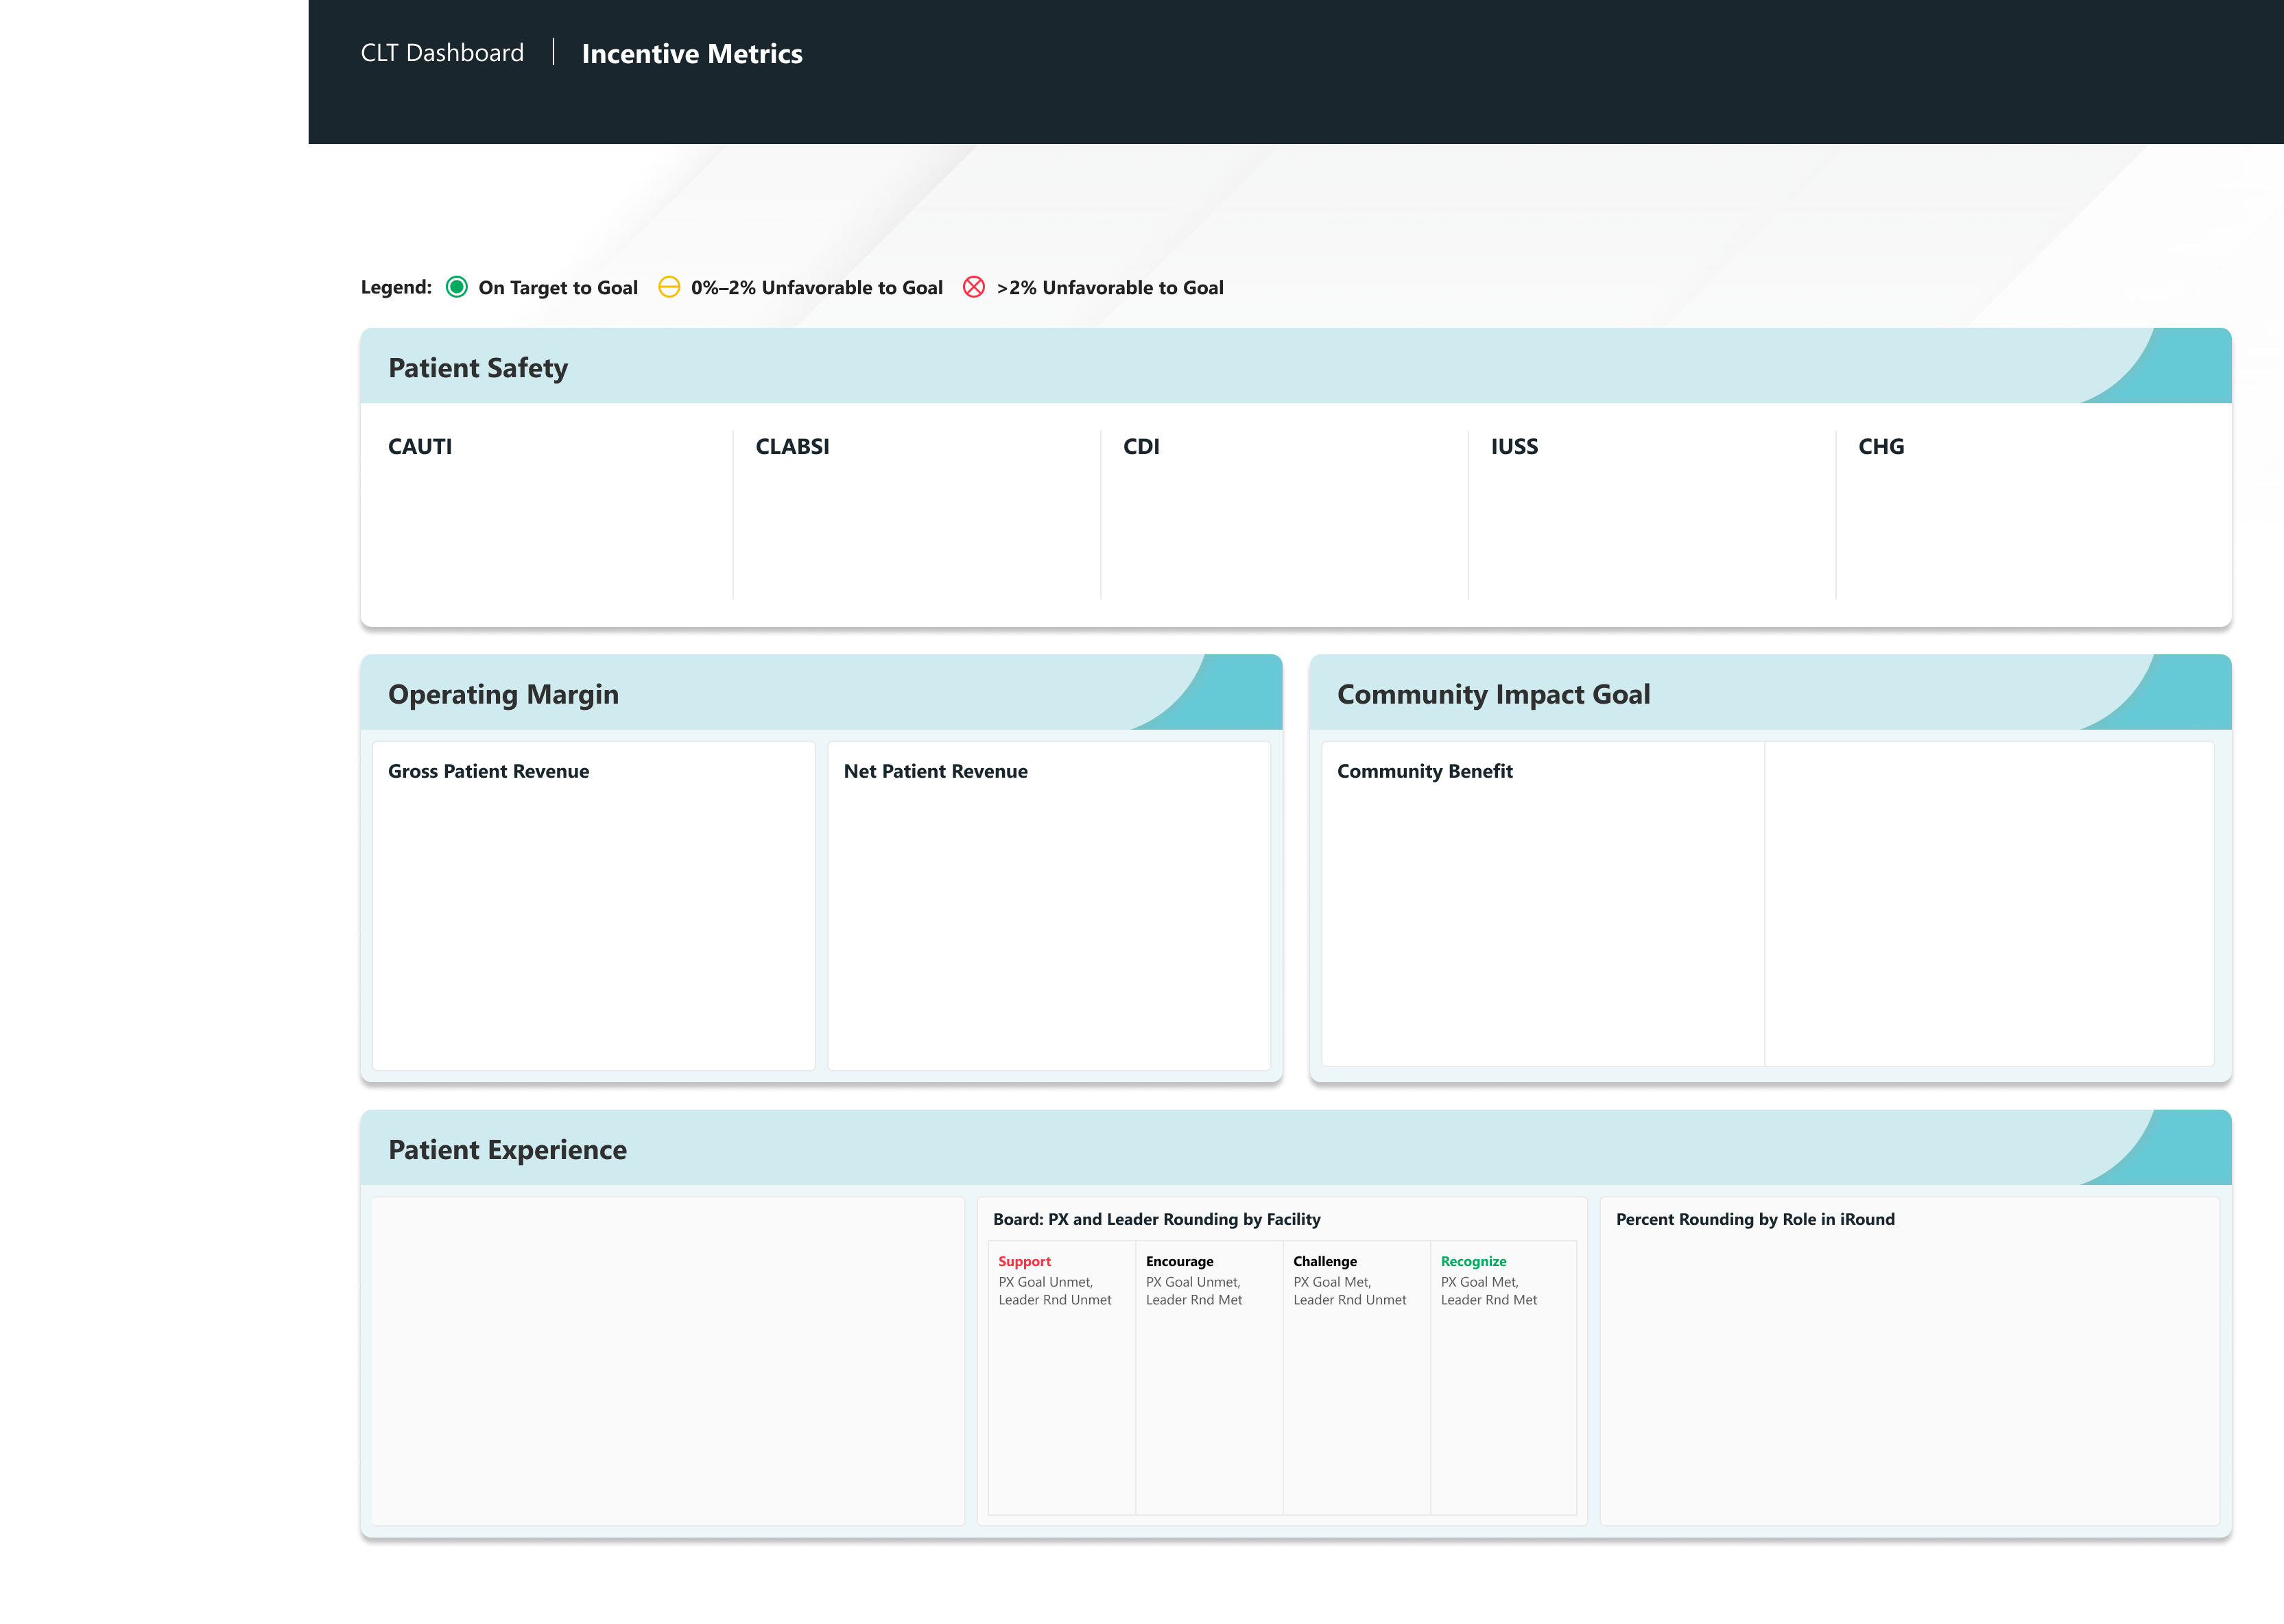 CLT Dashboard | Incentive Metrics
Legend: On Target to Goal 0%–2% Unfavorable to Goal >2% Unfavorable to Goal
Patient Safety
CAUTI
CLABSI
CDI
IUSS
CHG
Operating Margin
Gross Patient Revenue
Net Patient Revenue
Community Impact Goal
Community Benefit
Patient Experience
Board: PX and Leader Rounding by Facility
Support
PX Goal Unmet,
Leader Rnd Unmet
Encourage
PX Goal Unmet,
Leader Rnd Met
Challenge
PX Goal Met,
Leader Rnd Unmet
Recognize
PX Goal Met,
Leader Rnd Met
Percent Rounding by Role in iRound